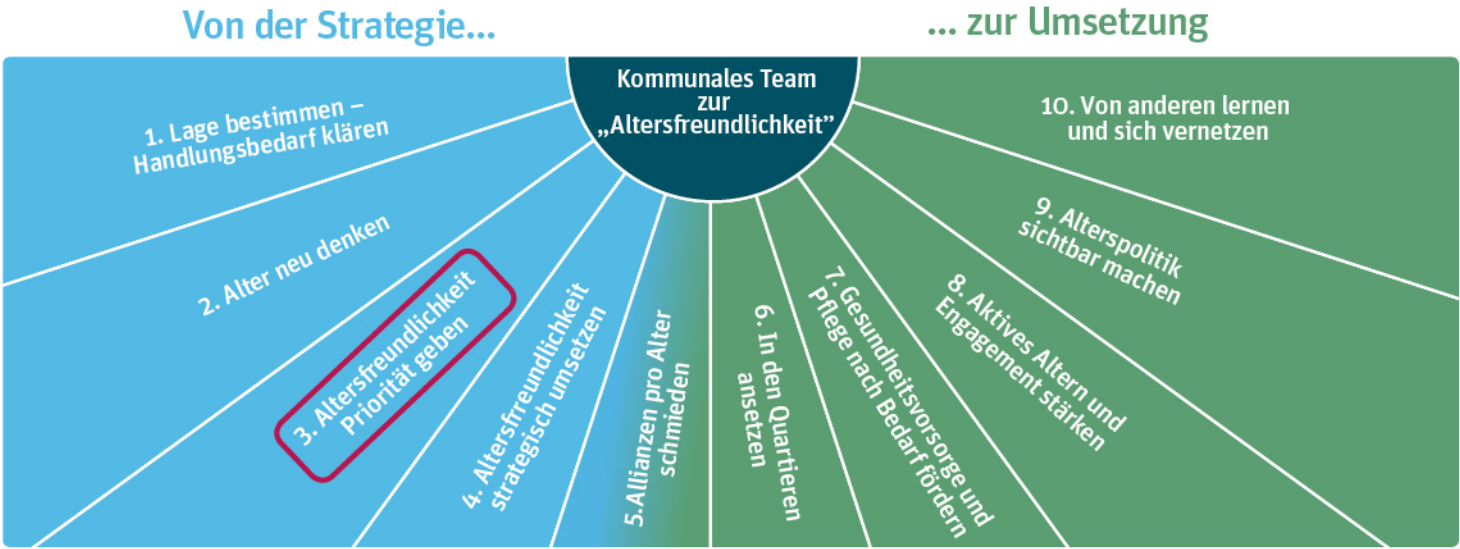 Von der Strategie...
... zur Umsetzung
Kommunales Team
zur
„Altersfreundlichkeit”
1. Lage bestimmen –
Handlungsbedarf klären
2. Alter neu denken
3. Altersfreundlichkeit
Priorität geben
4. Altersfrreundlichkeit
strategisch umsetzen
5.Allianzen pro Alter
schmieden
6. In den Quartieren
ansetzen
7. Gesundheitsvorsorge und
Pflege nach Bedarf fördern
8. Aktives Altern und
Engagement stärken
9. Alterspolitik
sichtbar machen
10. Von anderen lernen
und sich vernetzen